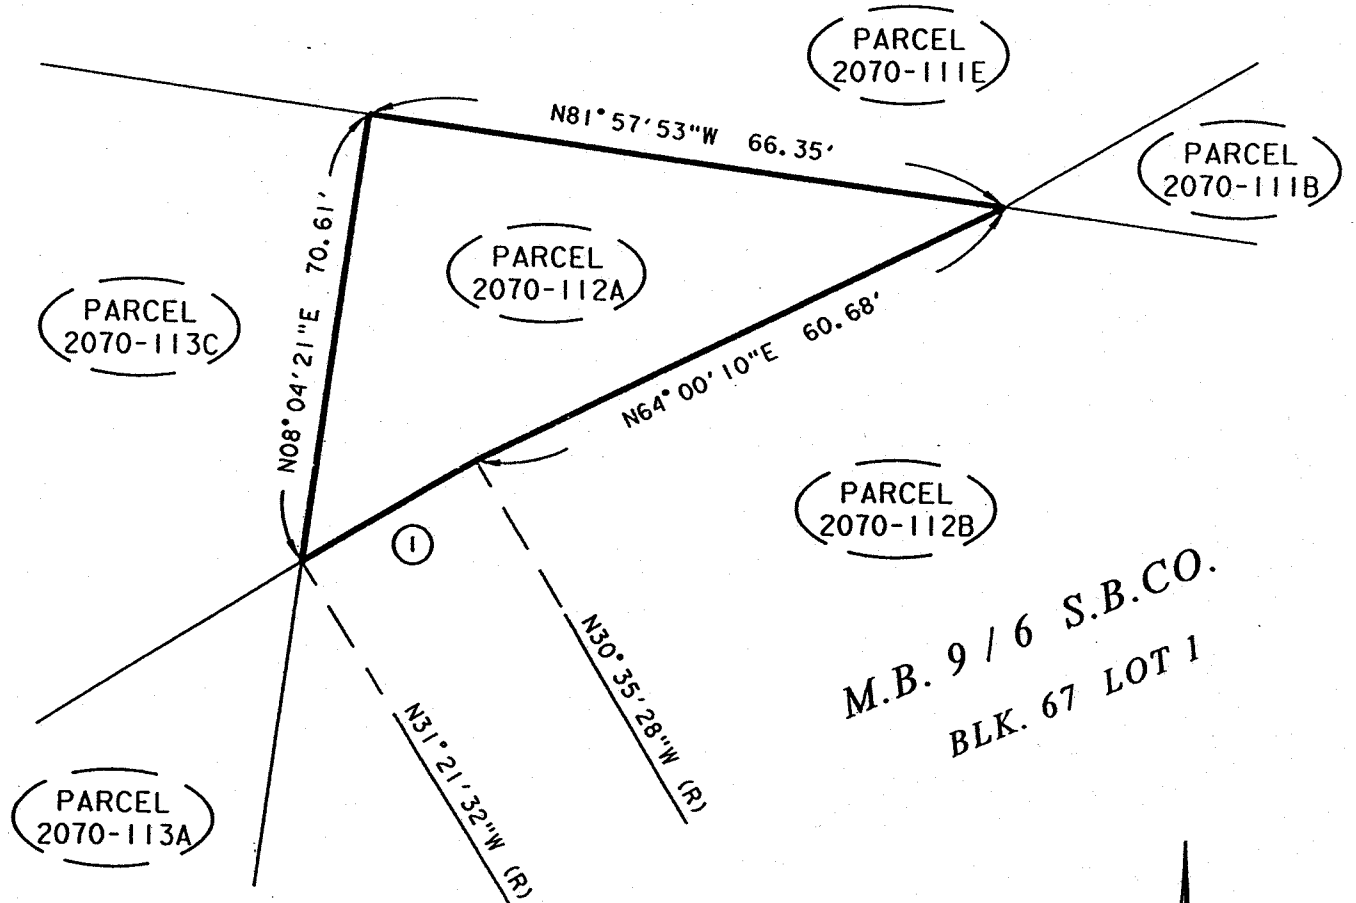 PARCEL
2070-111E
N81°57'53"W 66.35'
PARCEL
2070-111B
PARCEL
2070-112A
N08°04'21"E 70.61'
PARCEL
2070-113C
N64°00'10"E 60.68'
PARCEL
2070-112B
1
N30°35'28"W (R)
M.B. 9 / 6 S.B.CO.
BLK. 67 LOT 1
N31°21'32"W (R)
PARCEL
2070-113A